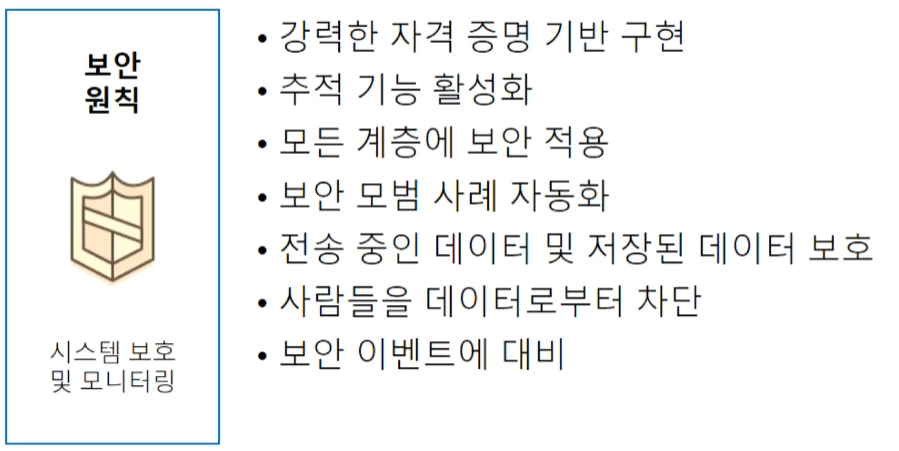 보안
원칙
시스템 보호
및 모니터링
• 강력한 자격 증명 기반 구현
• 추적 기능 활성화
• 모든 계층에 보안 적용
• 보안 모범 사례 자동화
• 전송 중인 데이터 및 저장된 데이터 보호
• 사람들을 데이터로부터 차단
• 보안 이벤트에 대비